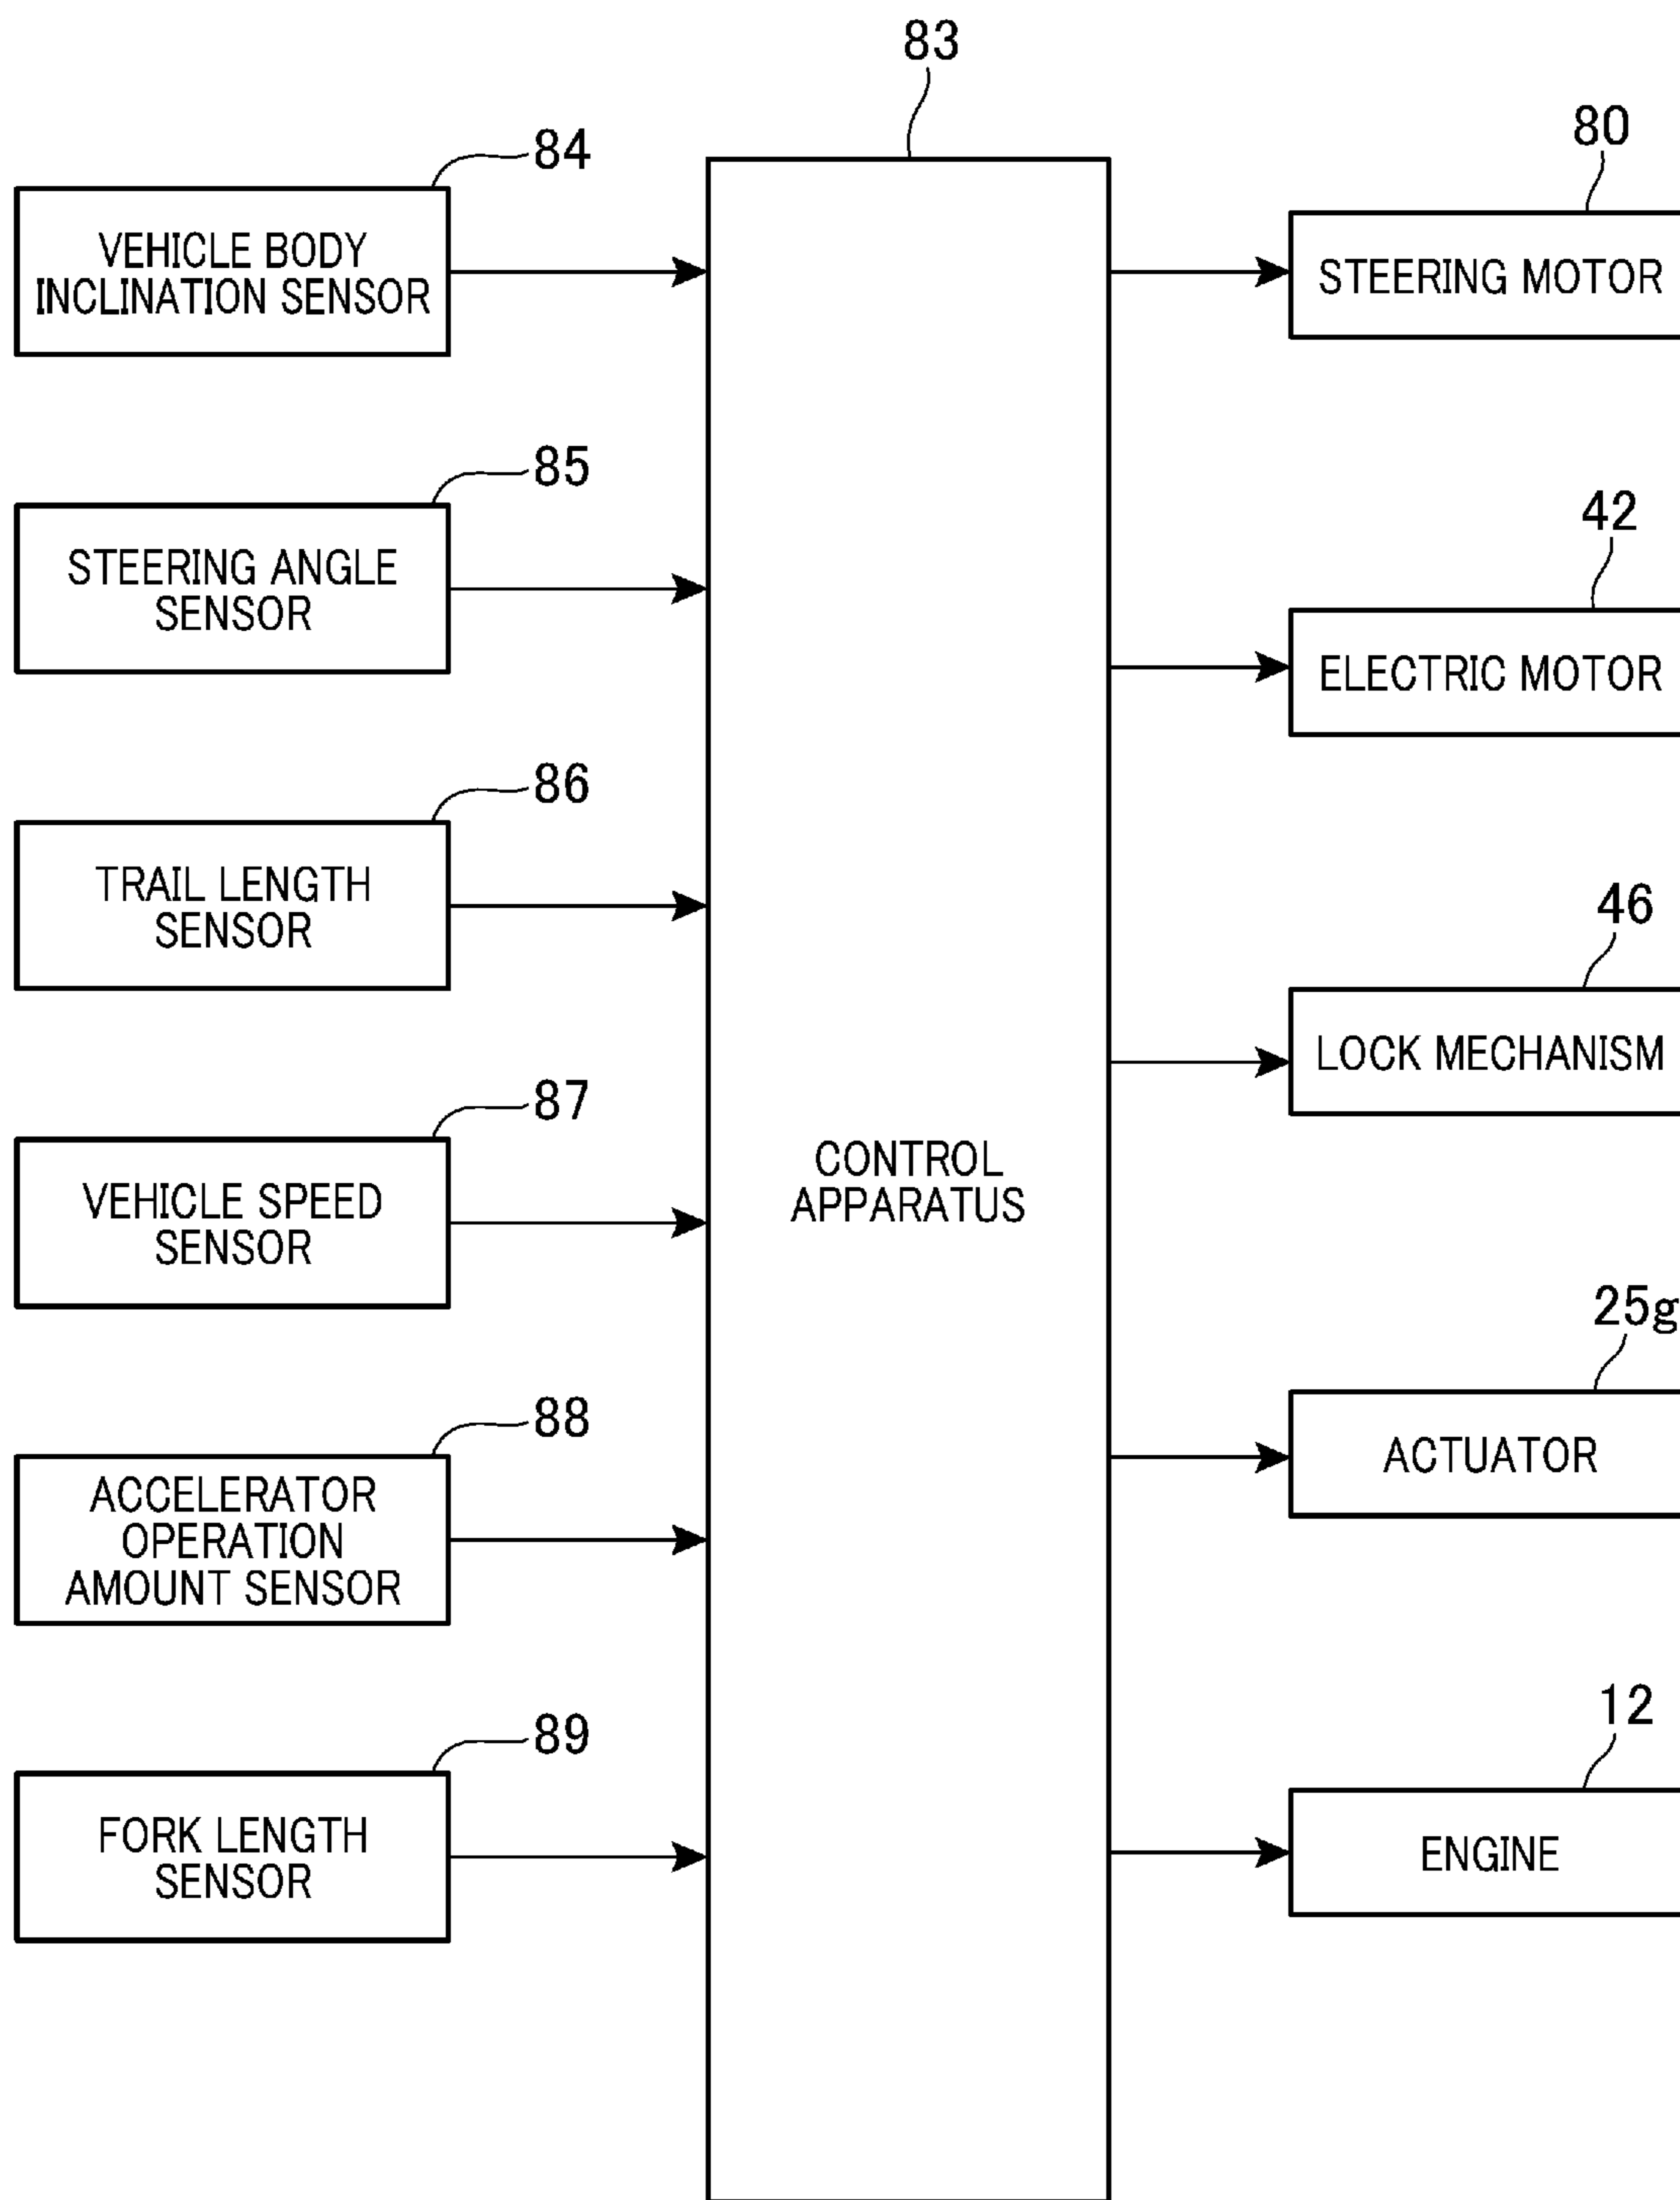 83
84
VEHICLE BODY
INCLINATION SENSOR
85
STEERING ANGLE
SENSOR
86
TRAIL LENGTH
SENSOR
87
VEHICLE SPEED
SENSOR
88
ACCELERATOR
OPERATION
AMOUNT SENSOR
89
FORK LENGTH
SENSOR
CONTROL
APPARATUS
80
STEERING MOTOR
42
ELECTRIC MOTOR
46
LOCK MECHANISM
25g
ACTUATOR
12
ENGINE